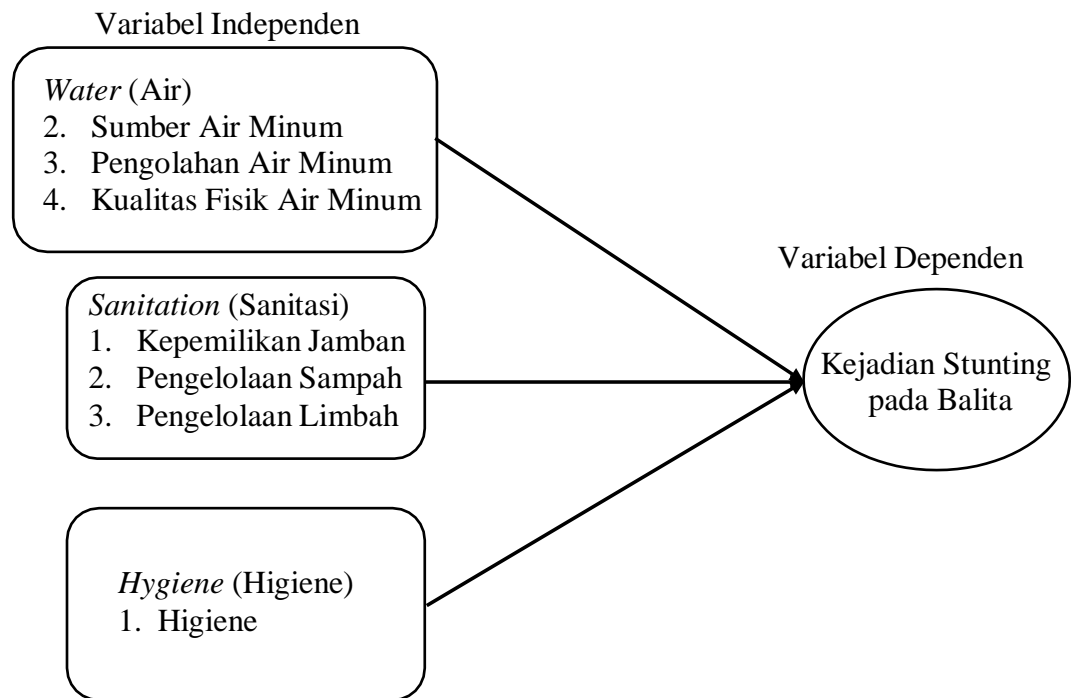 Variabel Independen
Water (Air)
2. Sumber Air Minum
3. Pengolahan Air Minum
4. Kualitas Fisik Air Minum
Sanitation (Sanitasi)
1. Kepemilikan Jamban
2. Pengelolaan Sampah
3. Pengelolaan Limbah
Hygiene (Higiene)
1. Higiene
Variabel Dependen
Kejadian Stunting
pada Balita